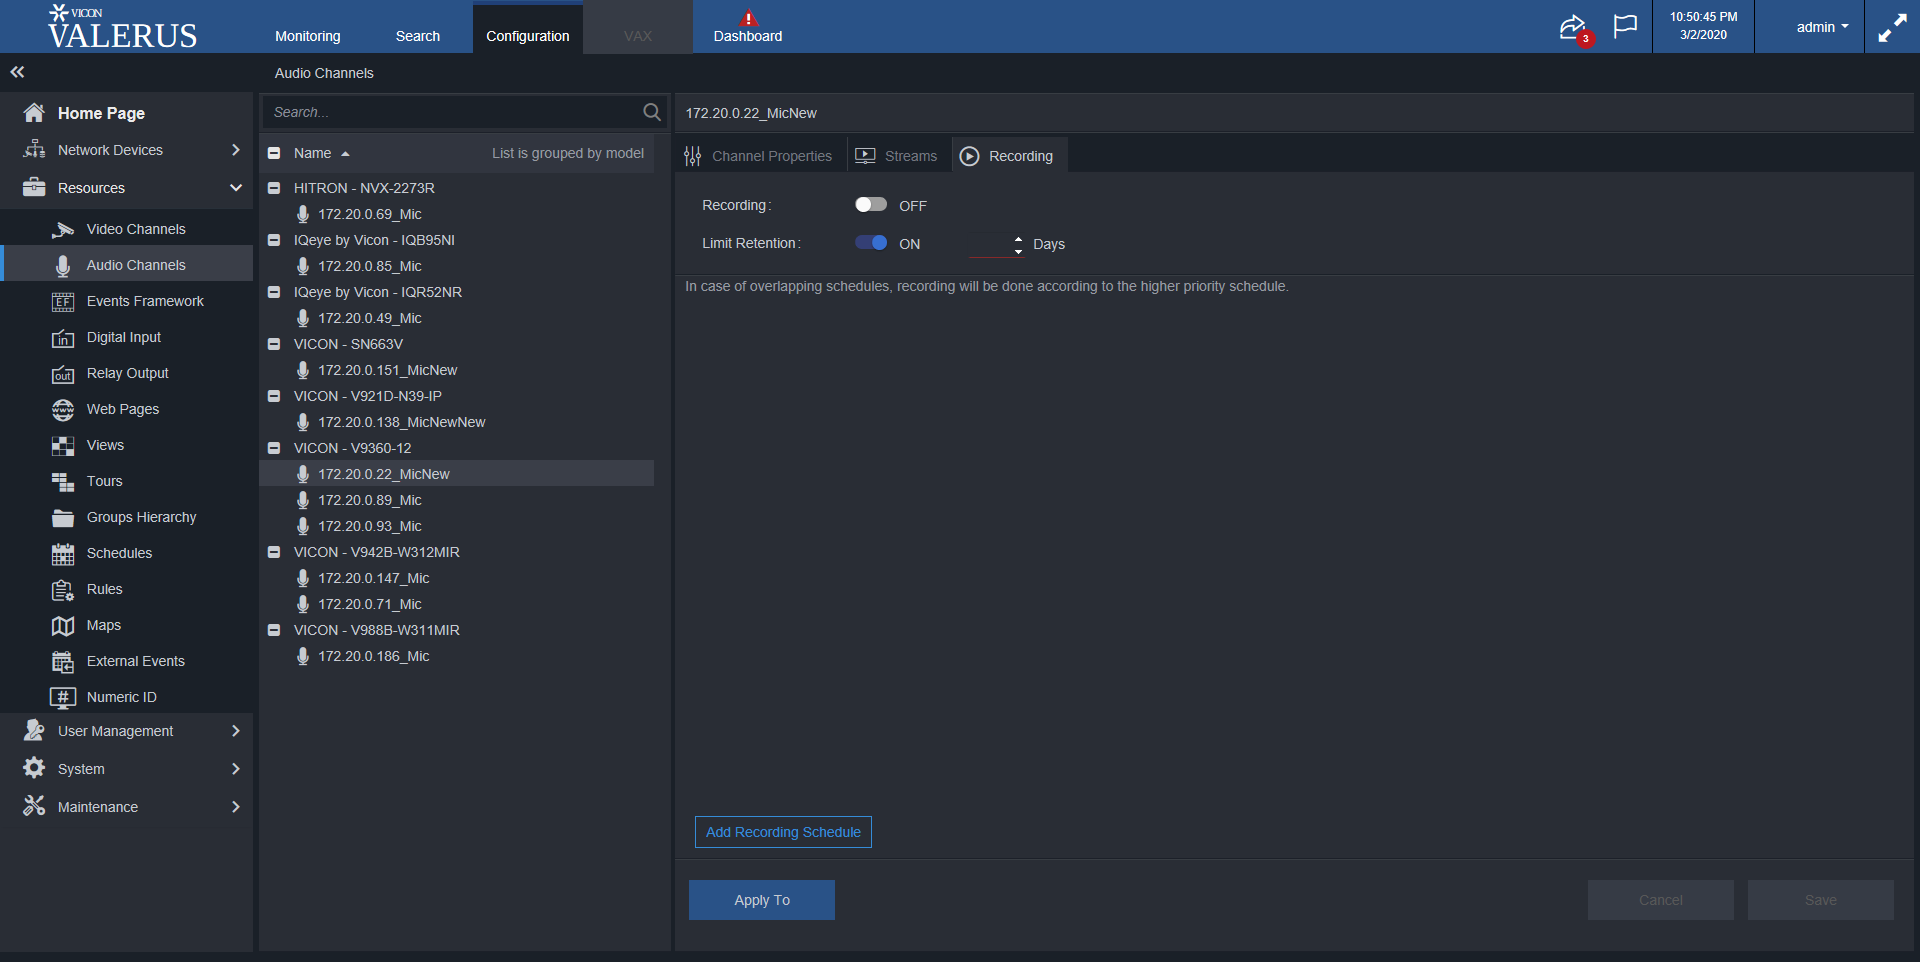 VICON
VALERUS
Monitoring
Search
Configuration
VAX
Dashboard
3
10:50:45 PM
3/2/2020
admin
Audio Channels
Home Page
Network Devices
Resources
Video Channels
Audio Channels
EF
Events Framework
in
Digital Input
out
Relay Output
www
Web Pages
Views
Tours
Groups Hierarchy
Schedules
Rules
Maps
External Events
#
Numeric ID
User Management
System
Maintenance
Search...
Name
List is grouped by model
HITRON - NVX-2273R
172.20.0.69_Mic
IQeye by Vicon - IQB95NI
172.20.0.85_Mic
IQeye by Vicon - IQR52NR
172.20.0.49_Mic
VICON - SN663V
172.20.0.151_MicNew
VICON - V921D-N39-IP
172.20.0.138_MicNewNew
VICON - V9360-12
172.20.0.22_MicNew
172.20.0.89_Mic
172.20.0.93_Mic
VICON - V942B-W312MIR
172.20.0.147_Mic
172.20.0.71_Mic
VICON - V988B-W311MIR
172.20.0.186_Mic
172.20.0.22_MicNew
Channel Properties
Streams
Recording
Recording: OFF
Limit Retention: ON Days
In case of overlapping schedules, recording will be done according to the higher priority schedule.
Add Recording Schedule
Apply To
Cancel
Save